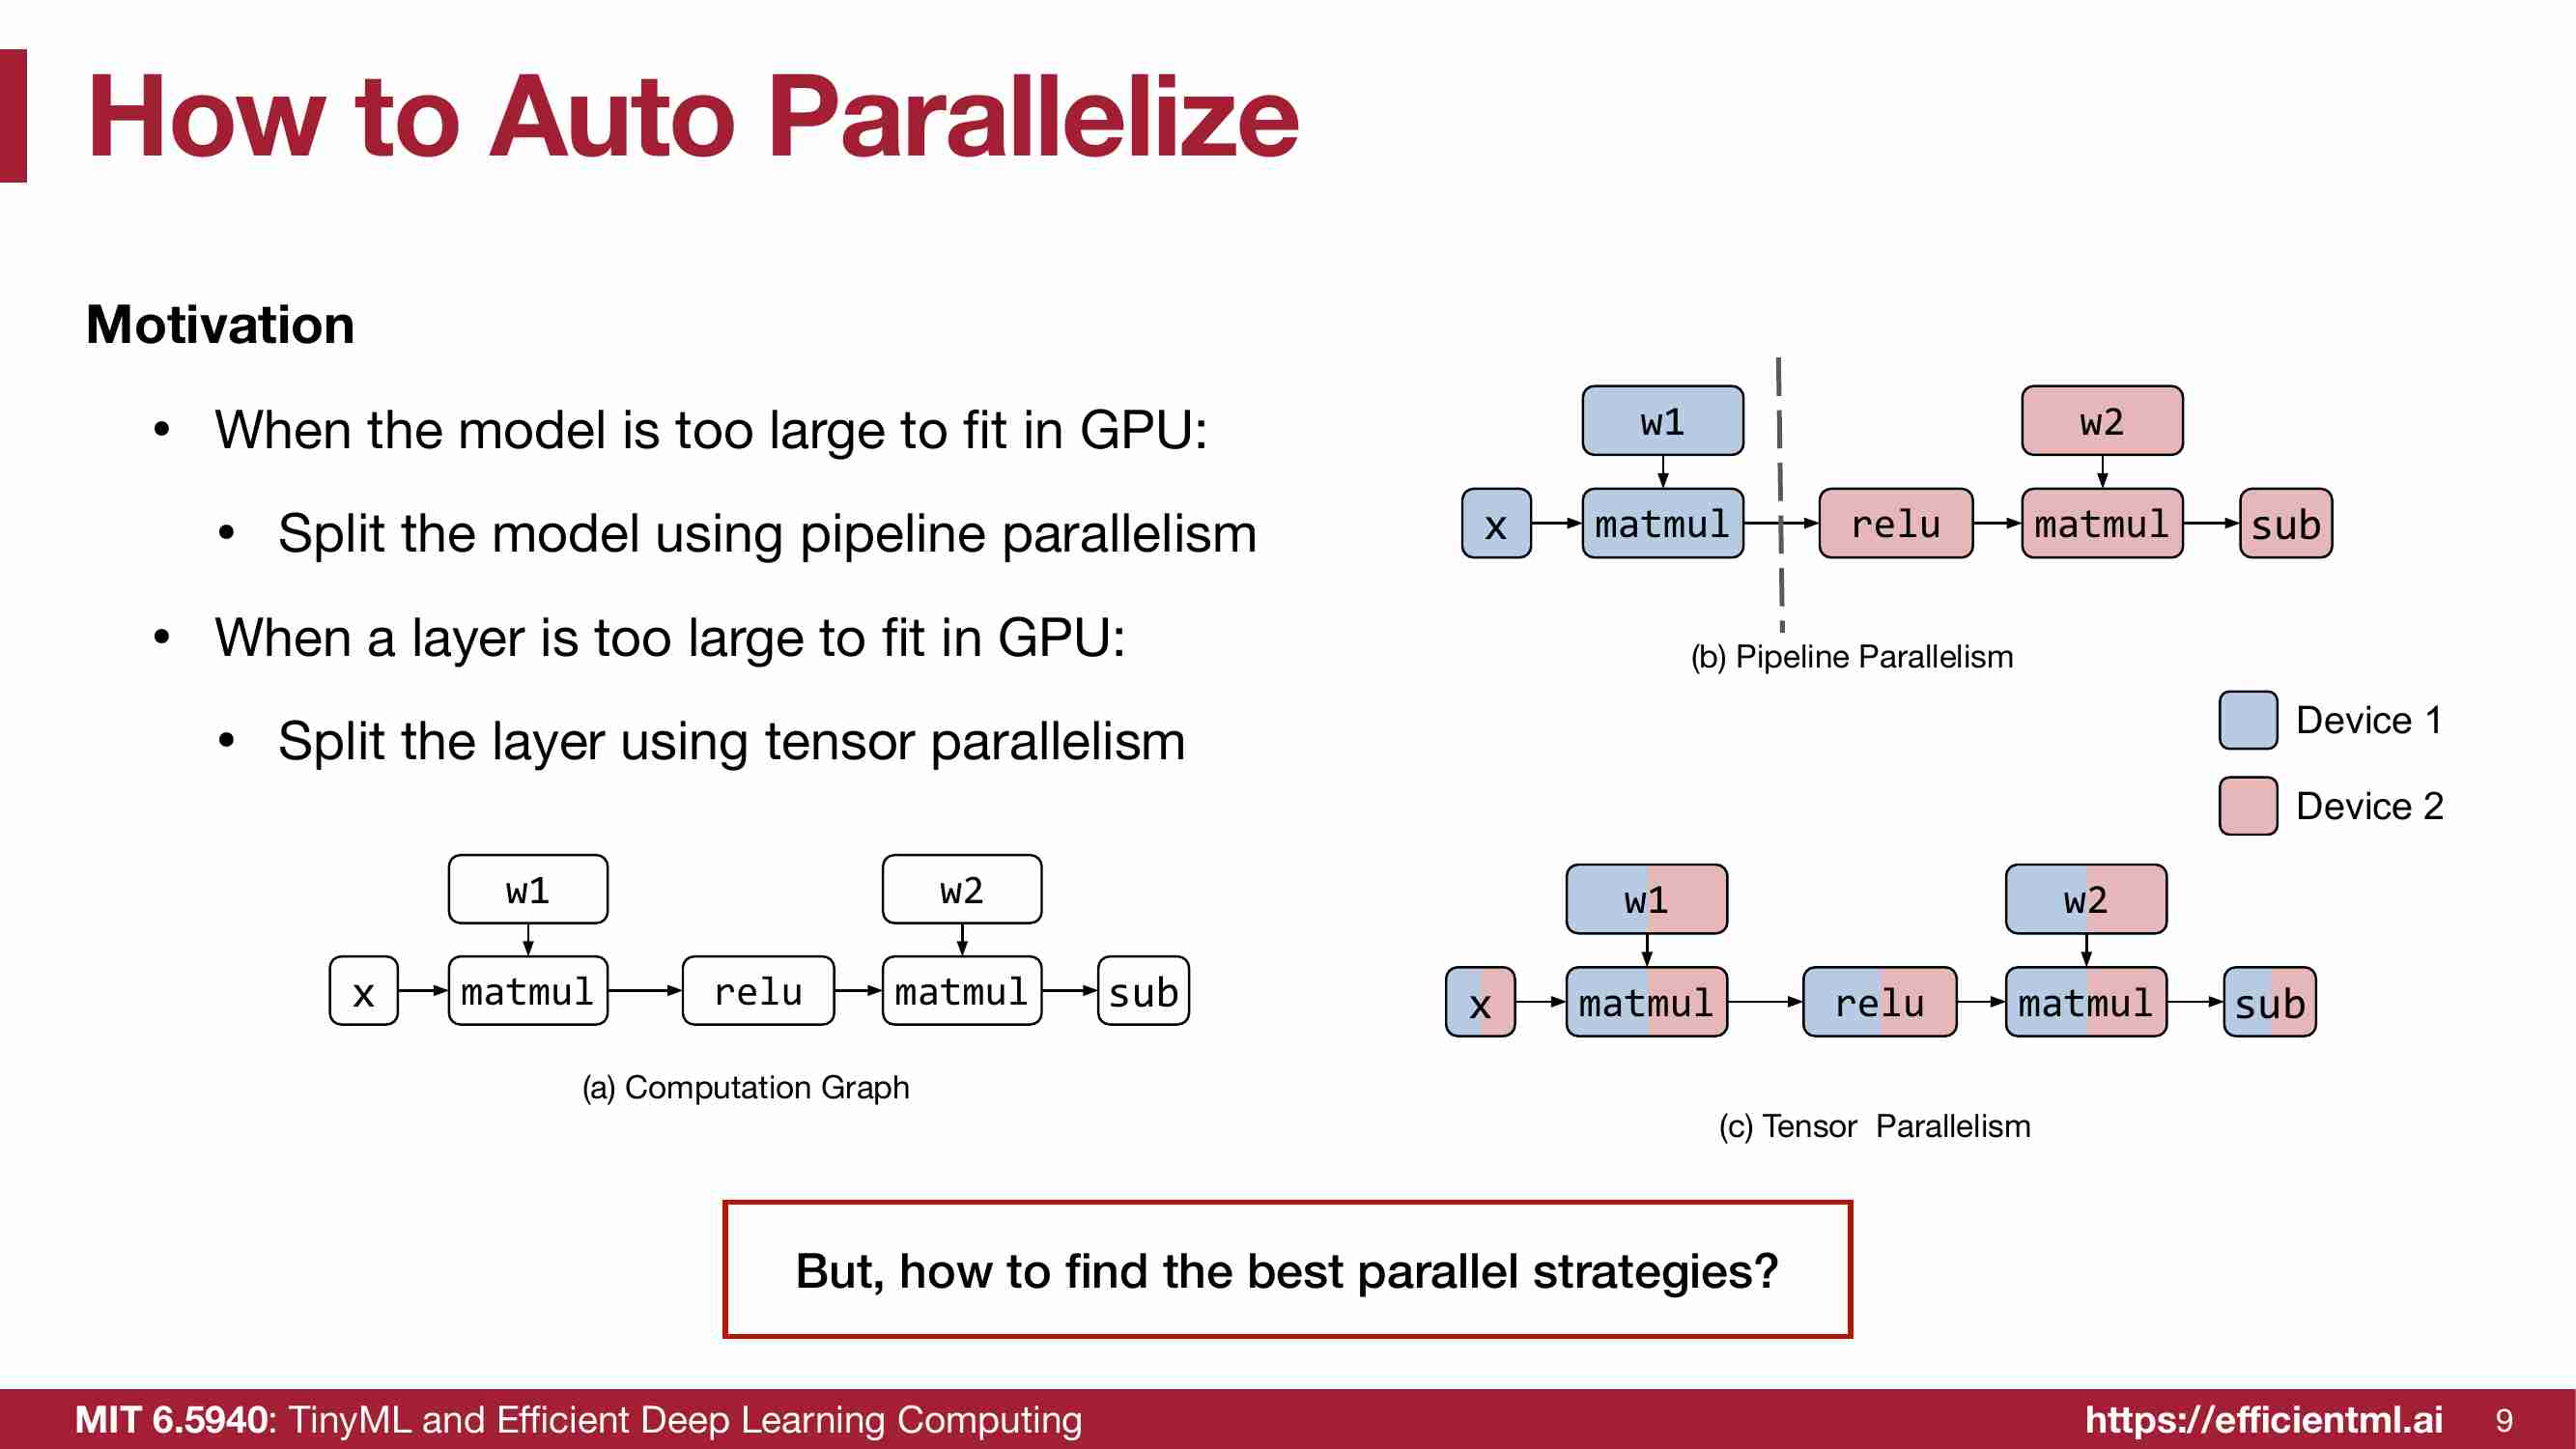 How to Auto Parallelize
Motivation
• When the model is too large to fit in GPU:
• Split the model using pipeline parallelism
• When a layer is too large to fit in GPU:
• Split the layer using tensor parallelism
w1
w2
x
matmul
relu
matmul
sub
(a) Computation Graph
w1
w2
x
matmul
relu
matmul
sub
(b) Pipeline Parallelism
Device 1
Device 2
w1
w2
x
matmul
relu
matmul
sub
(c) Tensor Parallelism
But, how to find the best parallel strategies?
MIT 6.5940: TinyML and Efficient Deep Learning Computing
https://efficientml.ai
9